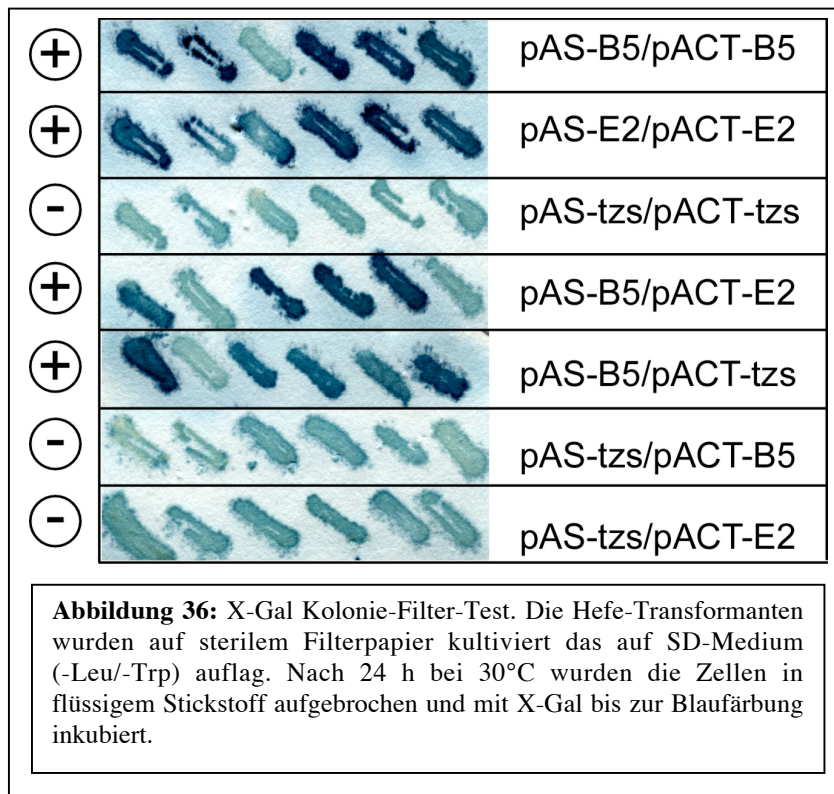 + pAS-B5/pACT-B5
+ pAS-E2/pACT-E2
- pAS-tzs/pACT-tzs
+ pAS-B5/pACT-E2
+ pAS-B5/pACT-tzs
- pAS-tzs/pACT-B5
- pAS-tzs/pACT-E2
Abbildung 36: X-Gal Kolonie-Filter-Test. Die Hefe-Transformanten
wurden auf sterilem Filterpapier kultiviert das auf SD-Medium
(-Leu/-Trp) auflag. Nach 24 h bei 30°C wurden die Zellen in
flüssigem Stickstoff aufgebrochen und mit X-Gal bis zur Blaufärbung
inkubiert.